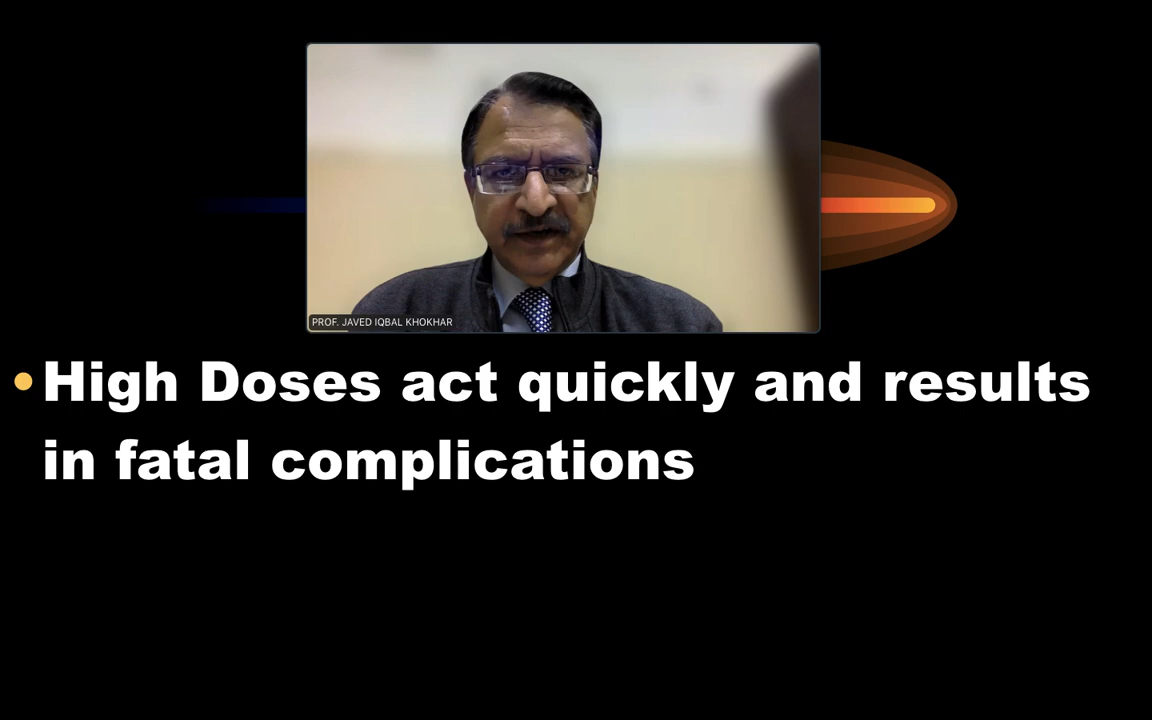 PROF. JAVED IQBAL KHOKHAR
• High Doses act quickly and results
in fatal complications